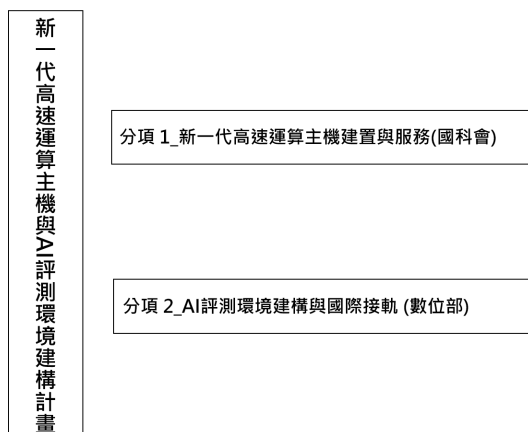 新一代高速運算主機與AI評測環境建構計畫
分項 1_新一代高速運算主機建置與服務(國科會)
分項 2_AI評測環境建構與國際接軌 (數位部)